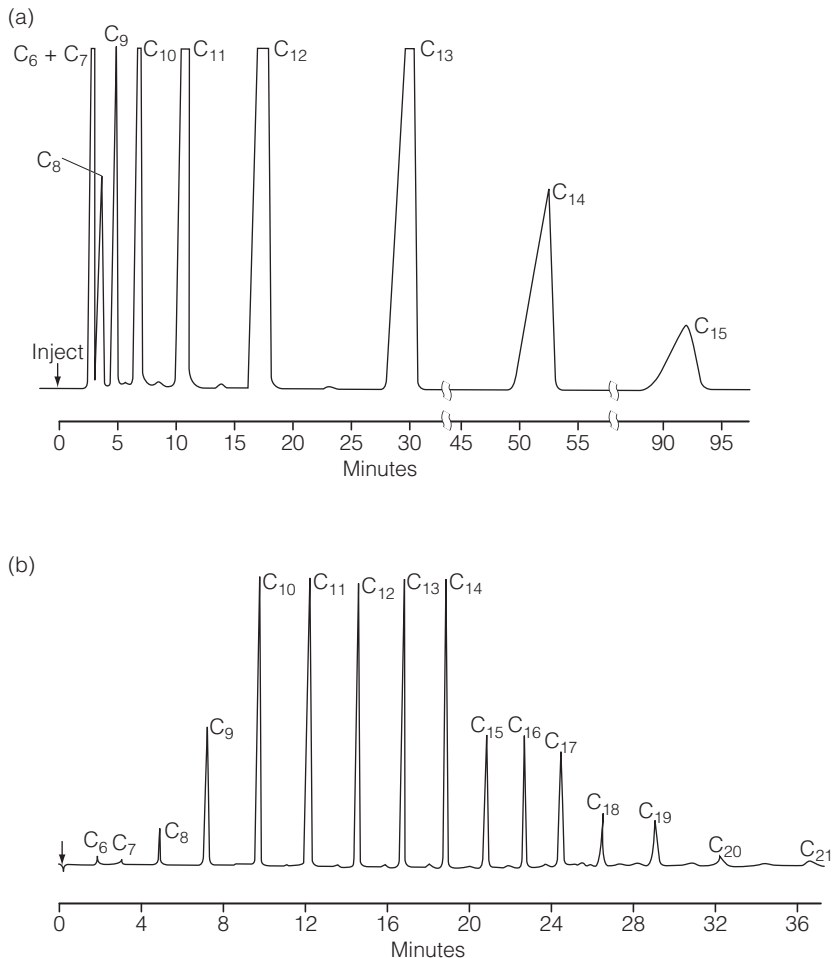 (a)
C₆ + C₇
C₈
C₉
C₁₀
C₁₁
C₁₂
C₁₃
C₁₄
C₁₅
Inject
0 5 10 15 20 25 30 45 50 55 90 95
Minutes
(b)
C₆
C₇
C₈
C₉
C₁₀
C₁₁
C₁₂
C₁₃
C₁₄
C₁₅
C₁₆
C₁₇
C₁₈
C₁₉
C₂₀
C₂₁
0 4 8 12 16 20 24 28 32 36
Minutes